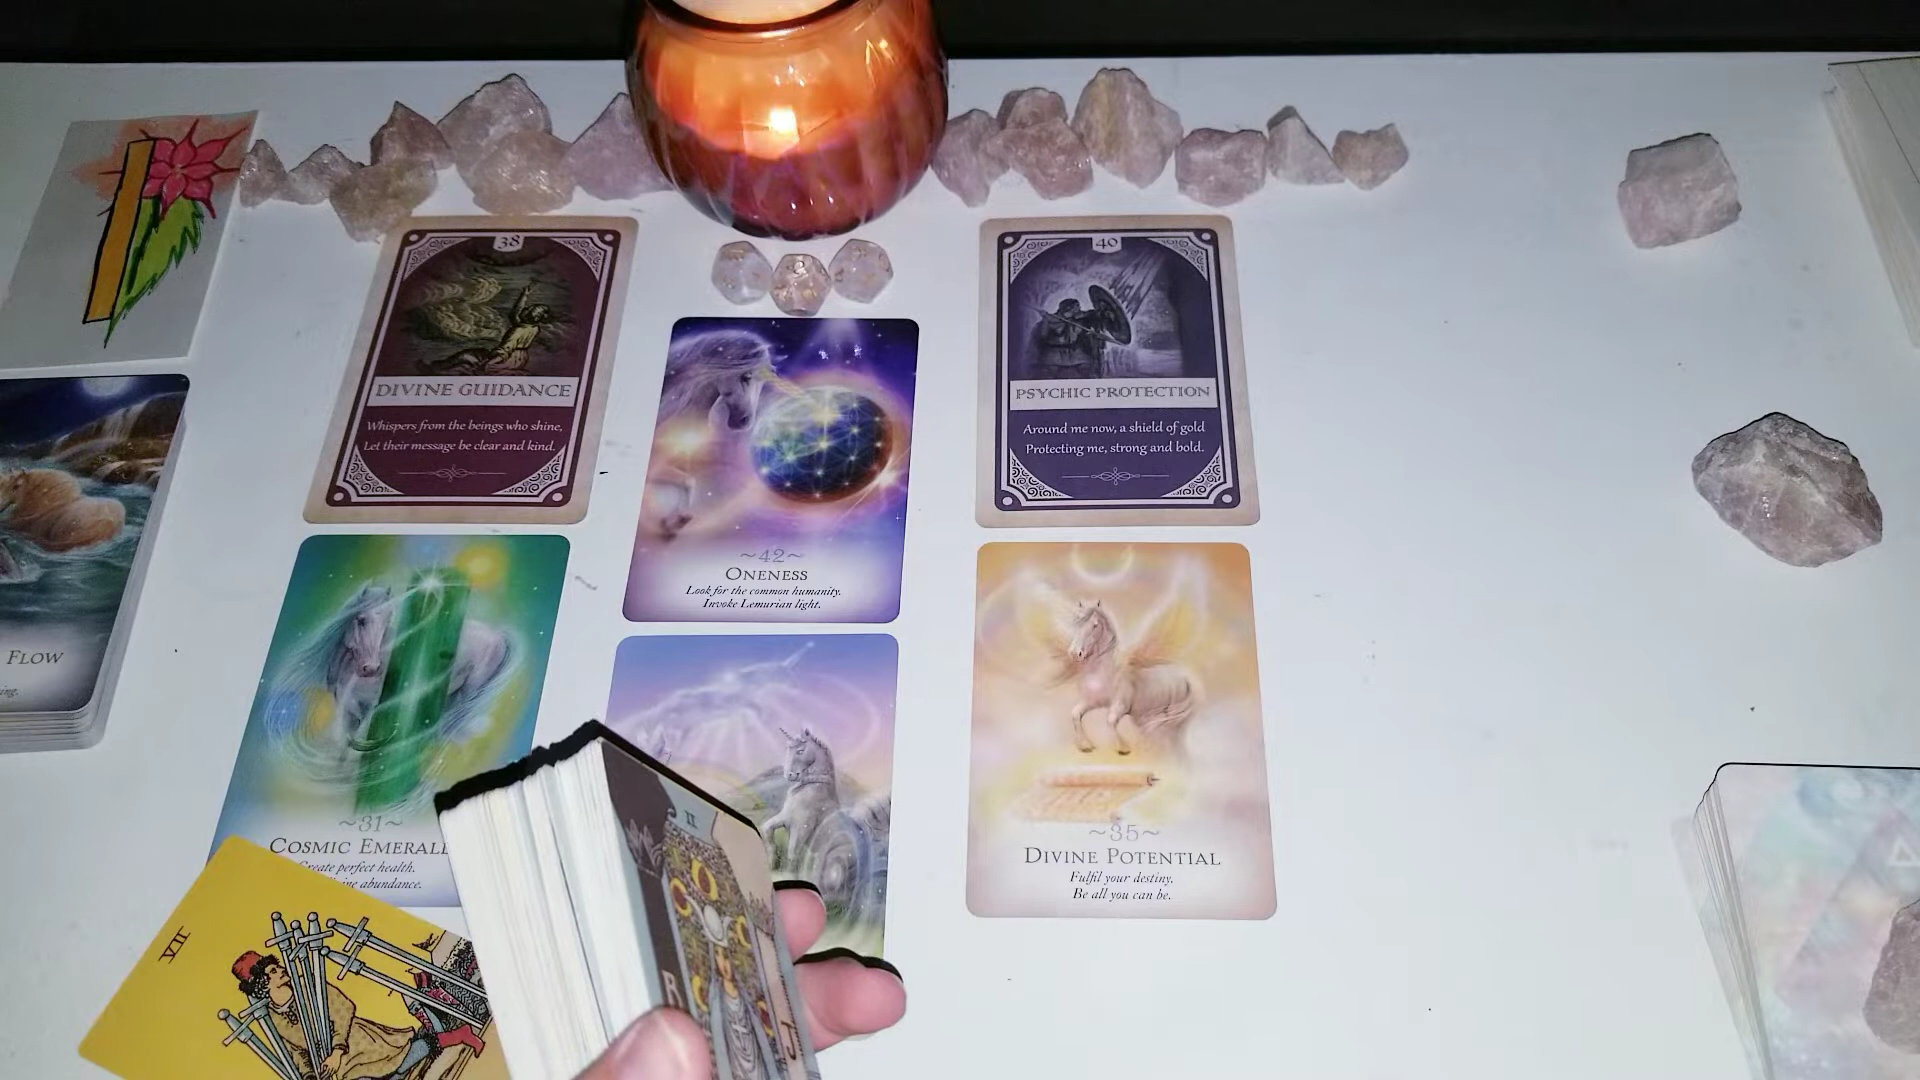 38
DIVINE GUIDANCE
Whispers from the beings who shine,
Let their message be clear and kind.
~42~
ONENESS
Look for the common humanity.
Invoke Lemurian light.
40
PSYCHIC PROTECTION
Around me now, a shield of gold
Protecting me, strong and bold.
FLOW
~31~
COSMIC
Create perfect health.
abundance.
~35~
DIVINE POTENTIAL
Fulfil your destiny.
Be all you can be.
VII